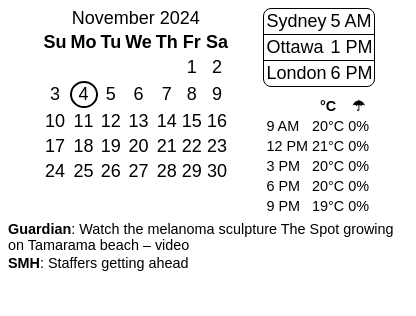 November 2024
Su Mo Tu We Th Fr Sa
1 2
3 4 5 6 7 8 9
10 11 12 13 14 15 16
17 18 19 20 21 22 23
24 25 26 27 28 29 30
Sydney 5 AM
Ottawa 1 PM
London 6 PM
°C ☂
9 AM 20°C 0%
12 PM 21°C 0%
3 PM 20°C 0%
6 PM 20°C 0%
9 PM 19°C 0%
Guardian: Watch the melanoma sculpture The Spot growing
on Tamarama beach – video
SMH: Staffers getting ahead